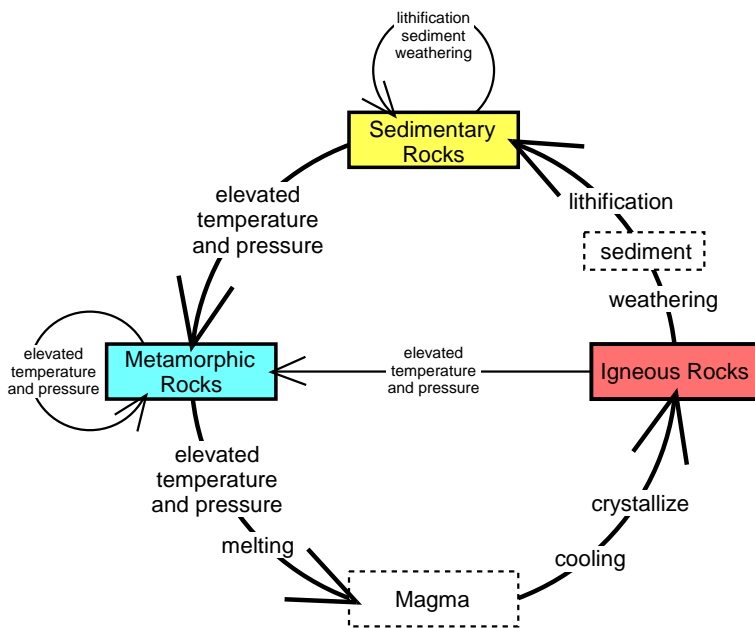 lithification
sediment
weathering
Sedimentary
Rocks
elevated
temperature
and pressure
lithification
sediment
weathering
elevated
temperature
and pressure
Metamorphic
Rocks
elevated
temperature
and pressure
Igneous Rocks
elevated
temperature
and pressure
melting
crystallize
cooling
Magma